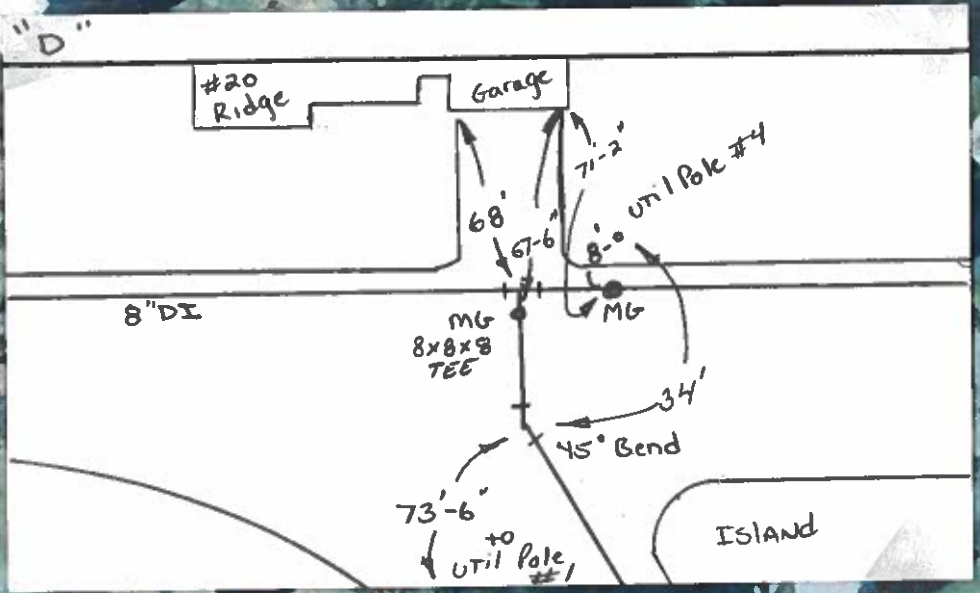 "D"
#20
Ridge
Garage
71'-2"
Util Pole #4
68'
67-6"
8'-0
8"DI
MG
8x8x8
TEE
MG
34'
45° Bend
73'-6"
to
Util Pole
#1
ISLAND